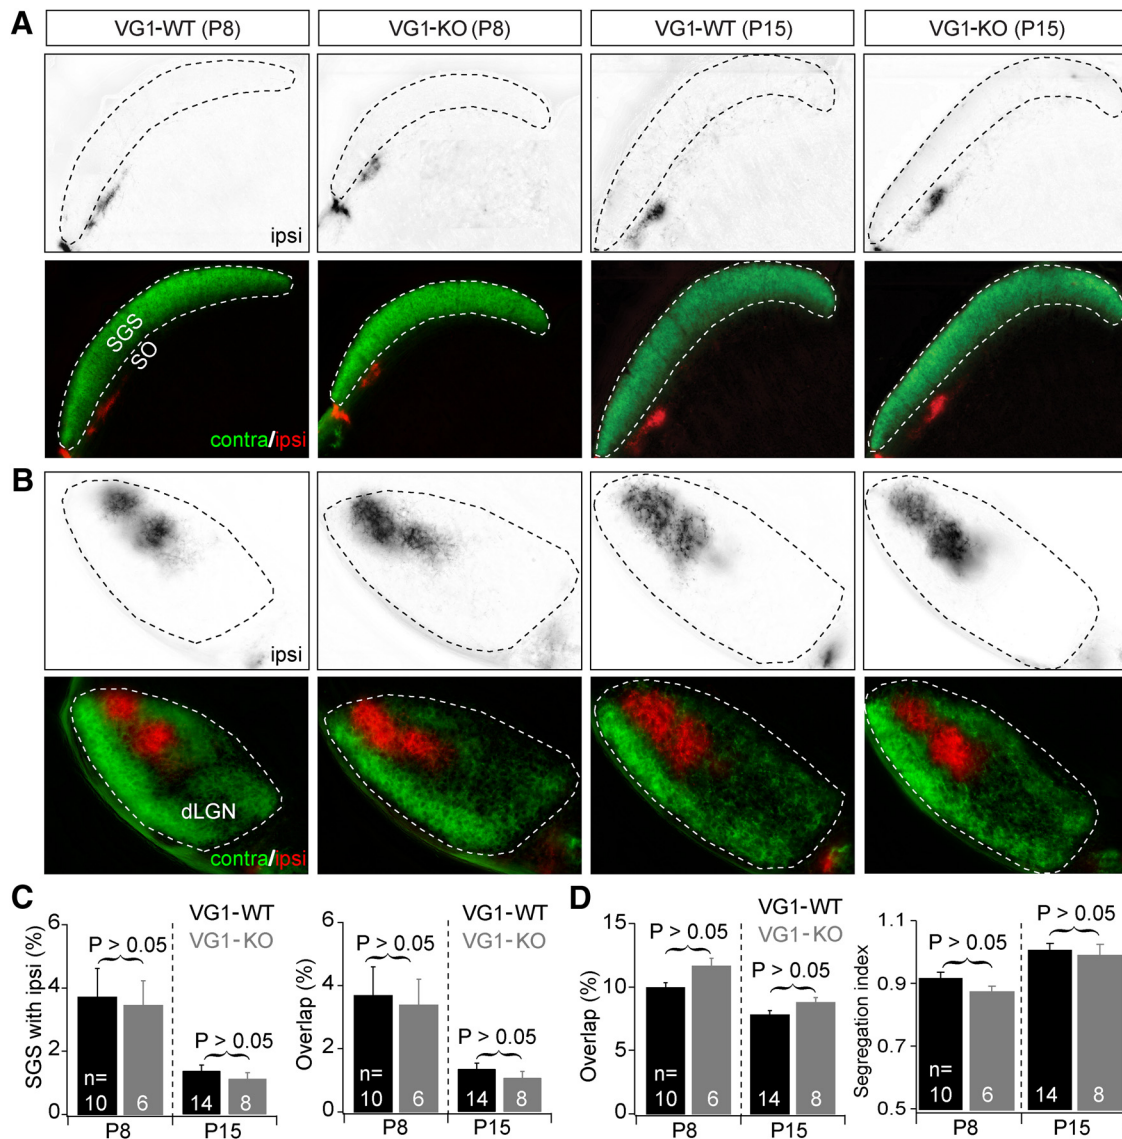 A
VG1-WT (P8)
VG1-KO (P8)
VG1-WT (P15)
VG1-KO (P15)
ipsi
SGS
SO
contra/ipsi
B
ipsi
dLGN
contra/ipsi
C
SGS with ipsi (%)
6
4
2
0
VG1-WT
VG1-KO
P > 0.05
P > 0.05
n=
10
6
14
8
P8
P15
Overlap (%)
6
4
2
0
P > 0.05
P > 0.05
n=
10
6
14
8
P8
P15
D
Overlap (%)
15
10
5
0
VG1-WT
VG1-KO
P > 0.05
P > 0.05
n=
10
6
14
8
P8
P15
Segregation index
1.1
0.9
0.7
0.5
P > 0.05
P > 0.05
n=
10
6
14
8
P8
P15